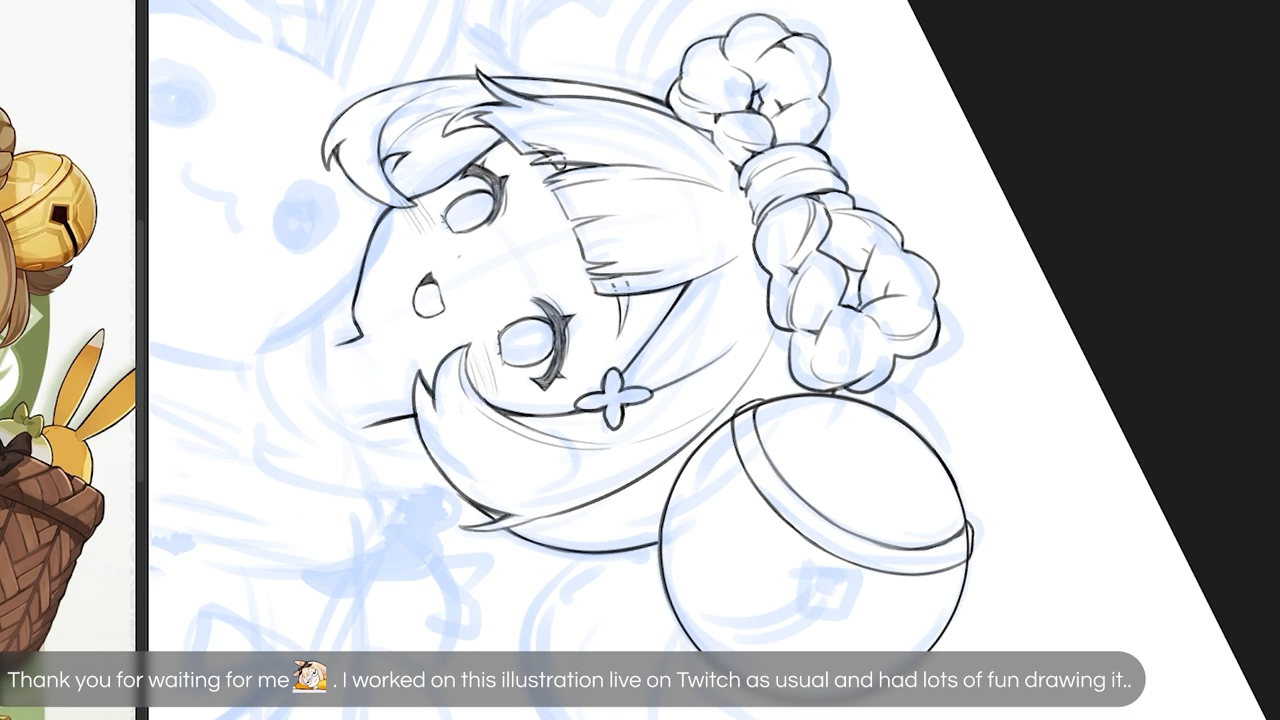 Thank you for waiting for me . I worked on this illustration live on Twitch as usual and had lots of fun drawing it..